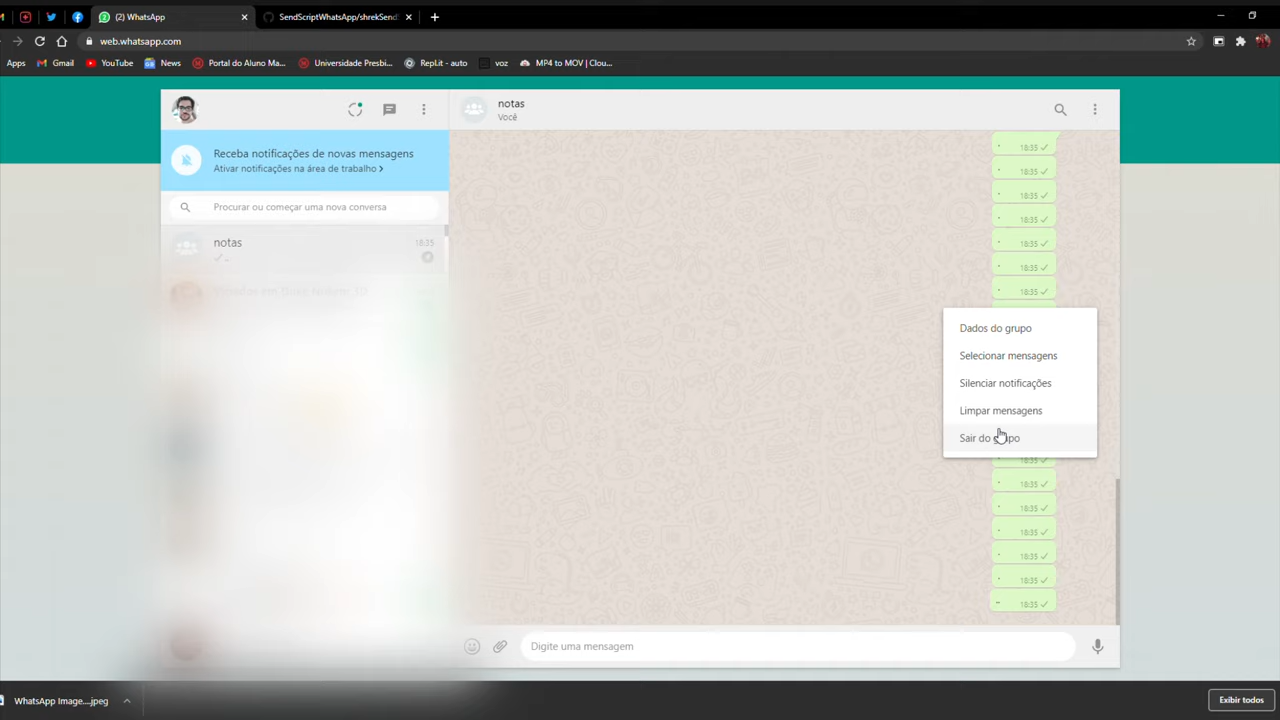 (2) WhatsApp
SendScriptWhatsApp/shrekSend
web.whatsapp.com
Apps
Gmail
YouTube
News
Portal do Aluno Ma...
Universidade Presbi...
Repl.it - auto
voz
MP4 to MOV | Clou...
notas
Você
Receba notificações de novas mensagens
Ativar notificações na área de trabalho >
Procurar ou começar uma nova conversa
notas
18:35
18:35
18:35
18:35
18:35
18:35
18:35
18:35
Dados do grupo
Selecionar mensagens
Silenciar notificações
Limpar mensagens
Sair do grupo
18:35
18:35
18:35
18:35
18:35
18:35
18:35
Digite uma mensagem
WhatsApp Image....jpeg
Exibir todos